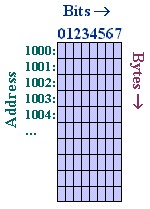 Bits →
01234567
1000:
1001:
1002:
1003:
1004:
...
Address
Bytes →